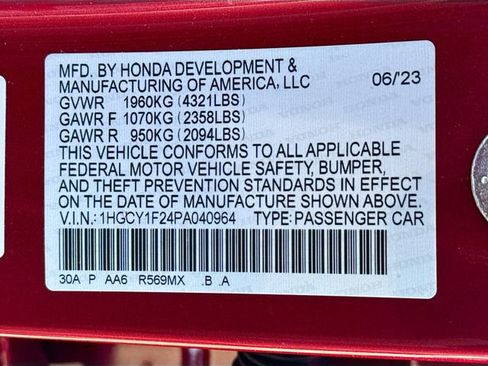 MFD. BY HONDA DEVELOPMENT &
MANUFACTURING OF AMERICA, LLC 06/23
GVWR 1960KG (4321LBS)
GAWR F 1070KG (2358LBS)
GAWR R 950KG (2094LBS)
THIS VEHICLE CONFORMS TO ALL APPLICABLE
FEDERAL MOTOR VEHICLE SAFETY, BUMPER,
AND THEFT PREVENTION STANDARDS IN EFFECT
ON THE DATE OF MANUFACTURE SHOWN ABOVE.
V.I.N.: 1HGCY1F24PA040964 TYPE: PASSENGER CAR
30A P AA6 R569MX .B .A